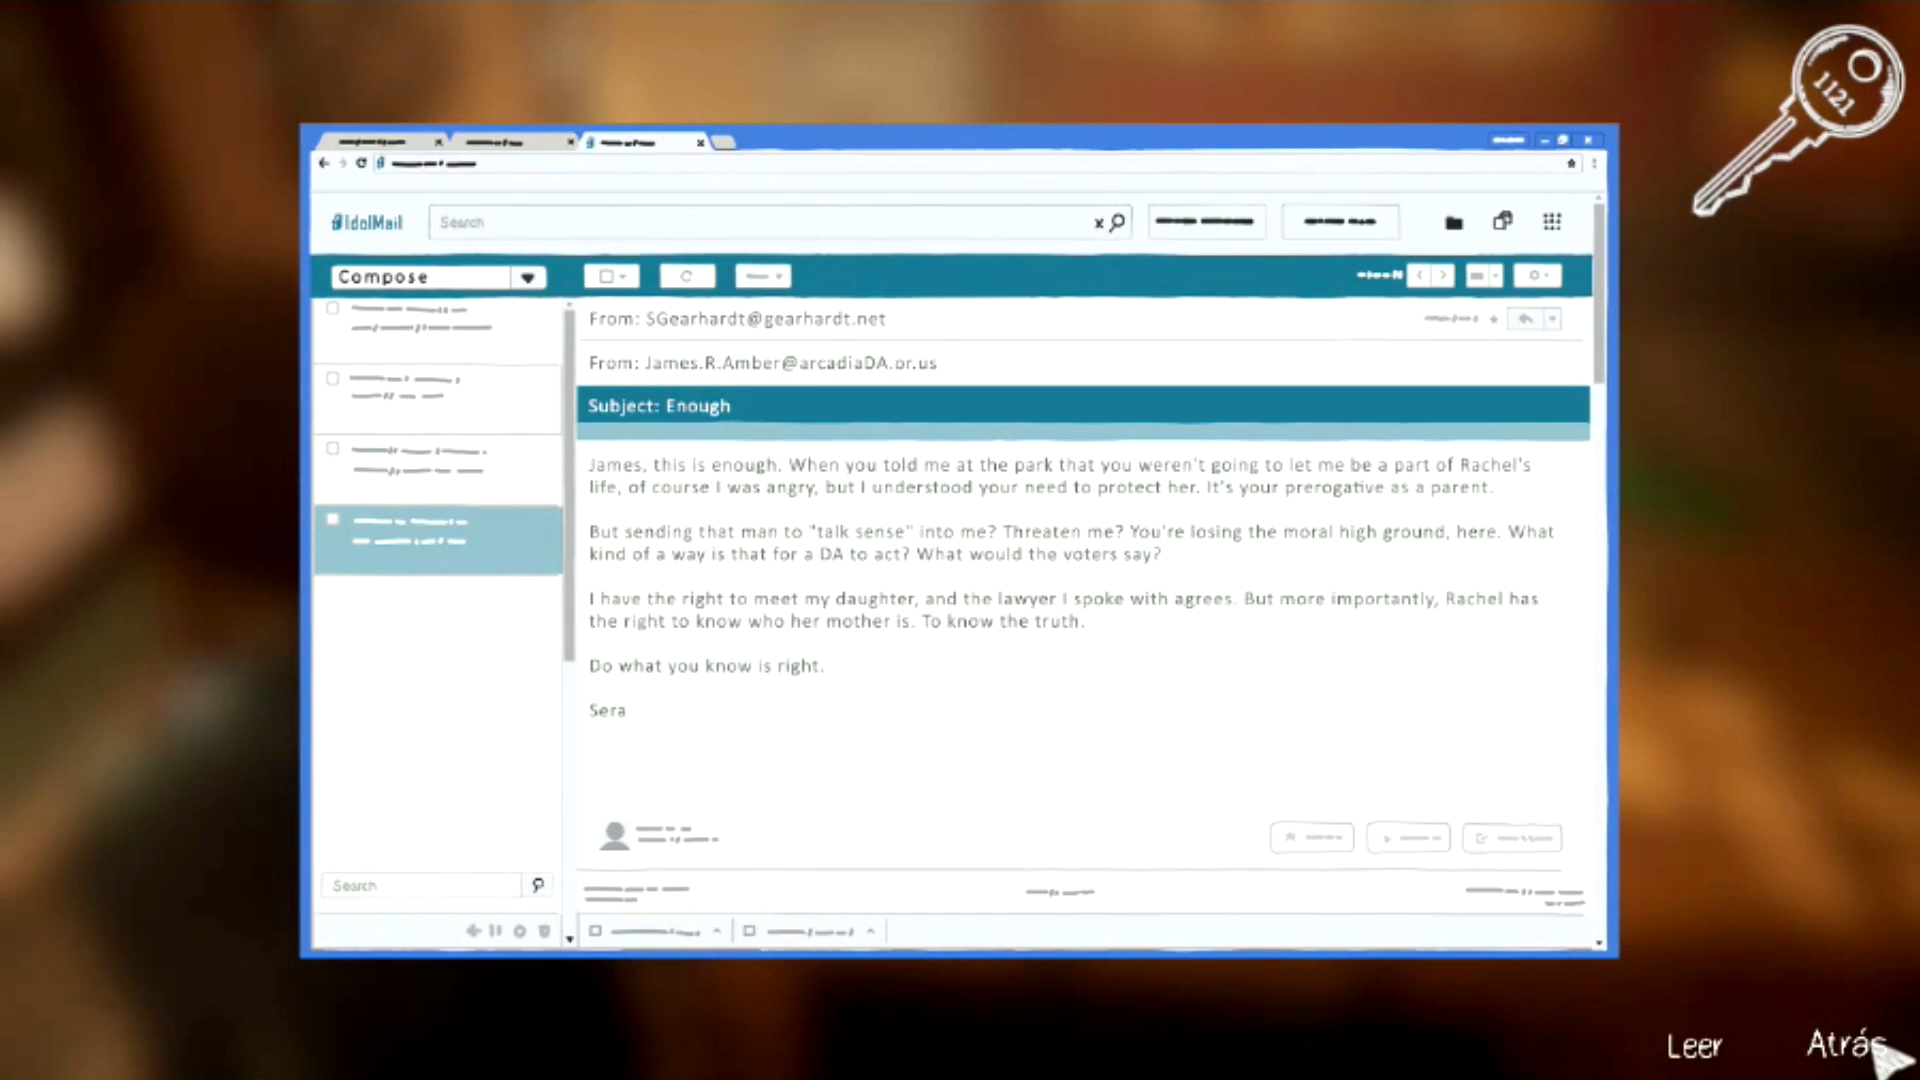 1121
IdolMail
Search
Compose
From: SGearhardt@gearhardt.net
From: James.R.Amber@arcadiaDA.or.us
Subject: Enough
James, this is enough. When you told me at the park that you weren't going to let me be a part of Rachel's
life, of course I was angry, but I understood your need to protect her. It's your prerogative as a parent.
But sending that man to "talk sense" into me? Threaten me? You're losing the moral high ground, here. What
kind of a way is that for a DA to act? What would the voters say?
I have the right to meet my daughter, and the lawyer I spoke with agrees. But more importantly, Rachel has
the right to know who her mother is. To know the truth.
Do what you know is right.
Sera
Search
Leer
Atrás